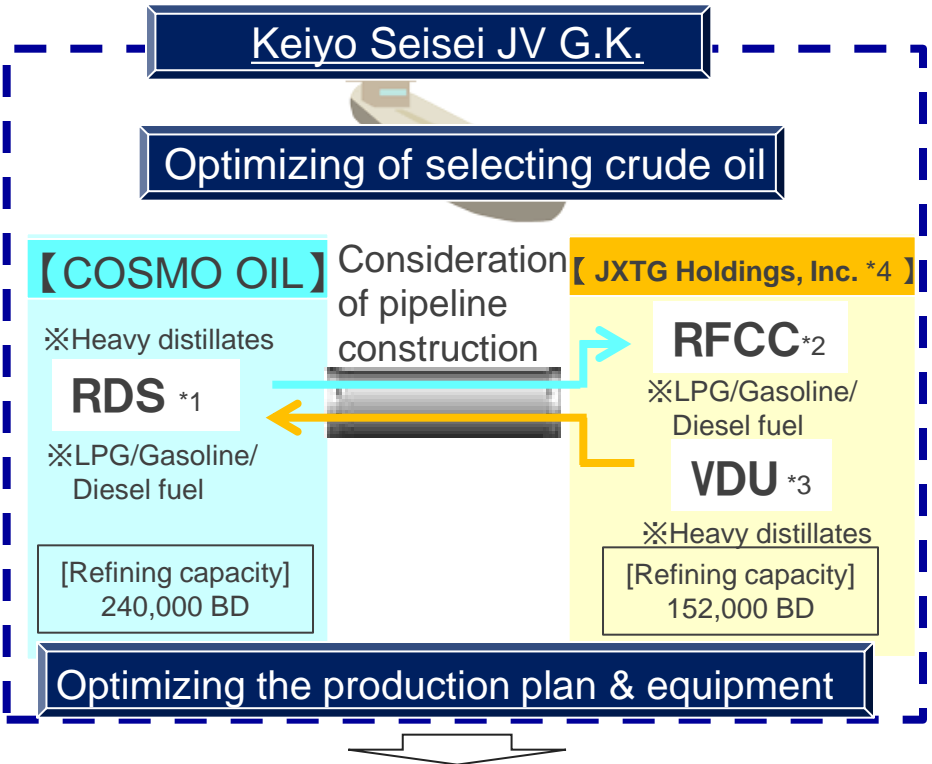 Keiyo Seisei JV G.K.
Optimizing of selecting crude oil
【COSMO OIL】
※Heavy distillates
RDS *1
※LPG/Gasoline/
Diesel fuel
[Refining capacity]
240,000 BD
Consideration
of pipeline
construction
【 JXTG Holdings, Inc. *4 】
RFCC*2
※LPG/Gasoline/
Diesel fuel
VDU *3
※Heavy distillates
[Refining capacity]
152,000 BD
Optimizing the production plan & equipment